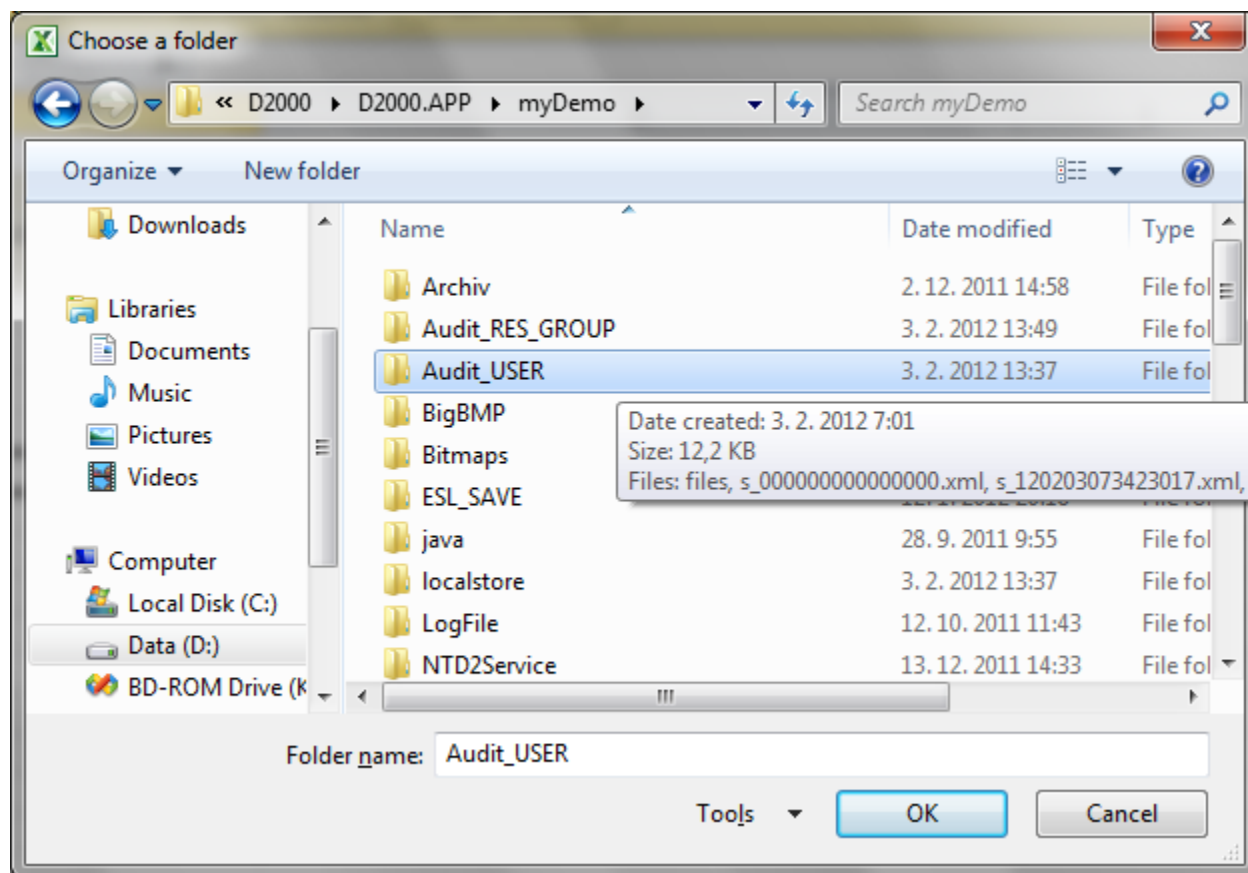 Choose a folder
« D2000 ▸ D2000.APP ▸ myDemo ▸
Search myDemo
Organize
New folder
Downloads
Libraries
Documents
Music
Pictures
Videos
Computer
Local Disk (C:)
Data (D:)
BD-ROM Drive (K
Name Date modified Type
Archiv 2. 12. 2011 14:58 File fol
Audit_RES_GROUP 3. 2. 2012 13:49 File fol
Audit_USER 3. 2. 2012 13:37 File fol
BigBMP
Bitmaps
ESL_SAVE
java 28. 9. 2011 9:55 File fol
localstore 3. 2. 2012 13:37 File fol
LogFile 12. 10. 2011 11:43 File fol
NTD2Service 13. 12. 2011 14:33 File fol
Date created: 3. 2. 2012 7:01
Size: 12,2 KB
Files: files, s_000000000000000.xml, s_120203073423017.xml,
Folder name: Audit_USER
Tools
OK
Cancel